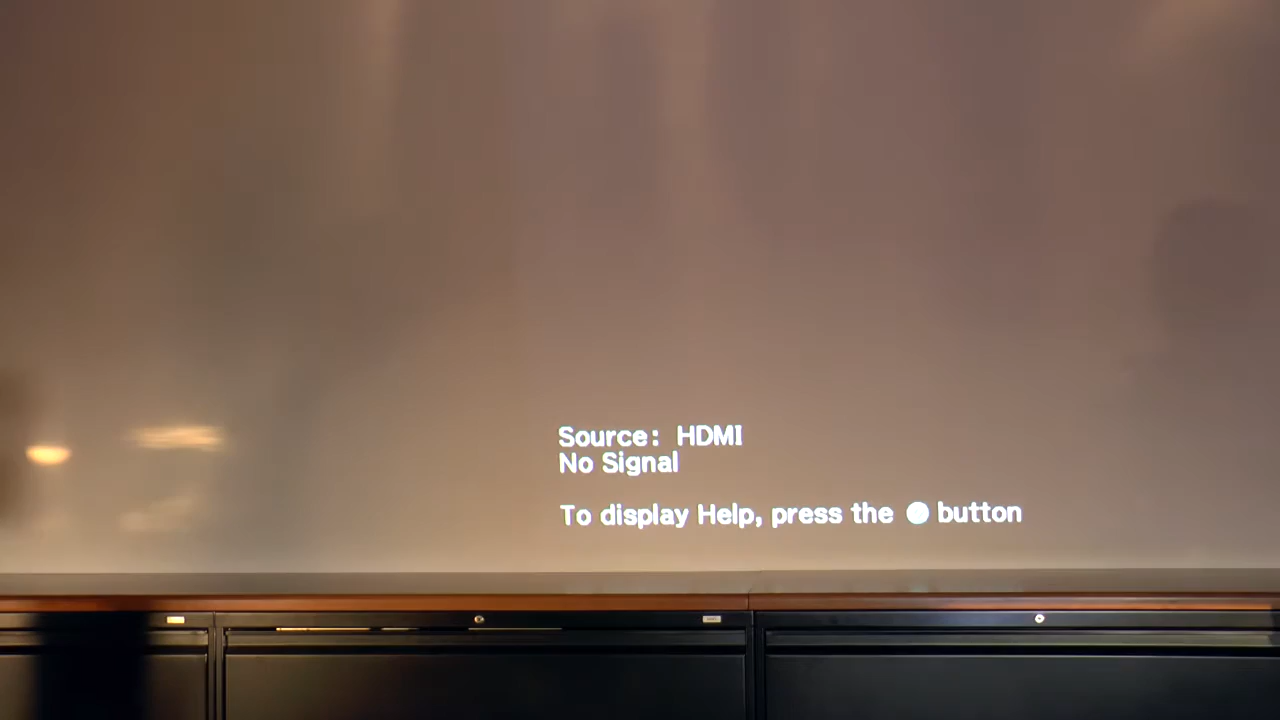 Source: HDMI
No Signal
To display Help, press the button